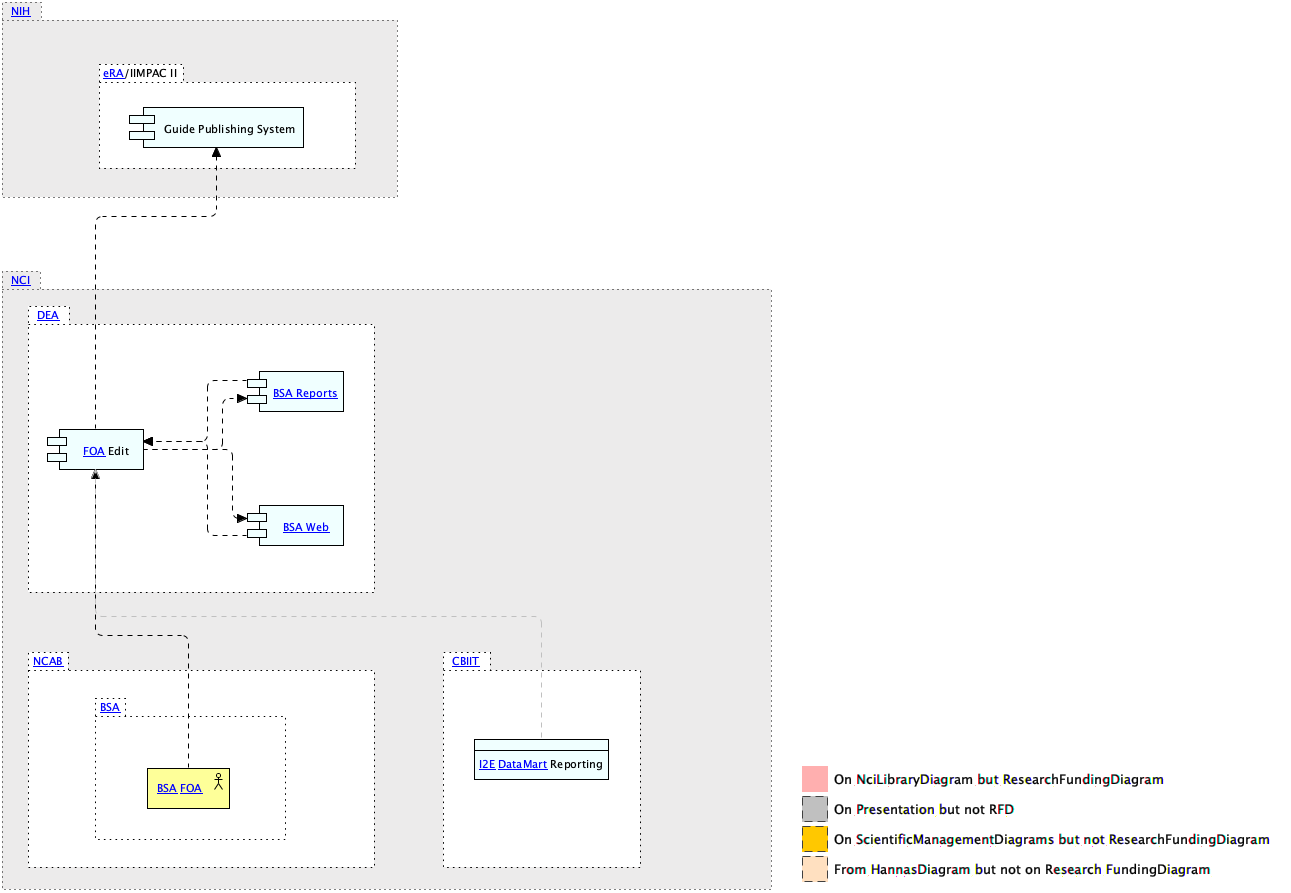 NIH
eRA/IIMPAC II
Guide Publishing System
NCI
DEA
BSA Reports
FOA Edit
BSA Web
NCAB
CBIIT
BSA
I2E DataMart Reporting
BSA FOA
On NciLibraryDiagram but ResearchFundingDiagram
On Presentation but not RFD
On ScientificManagementDiagrams but not ResearchFundingDiagram
From HannasDiagram but not on Research FundingDiagram